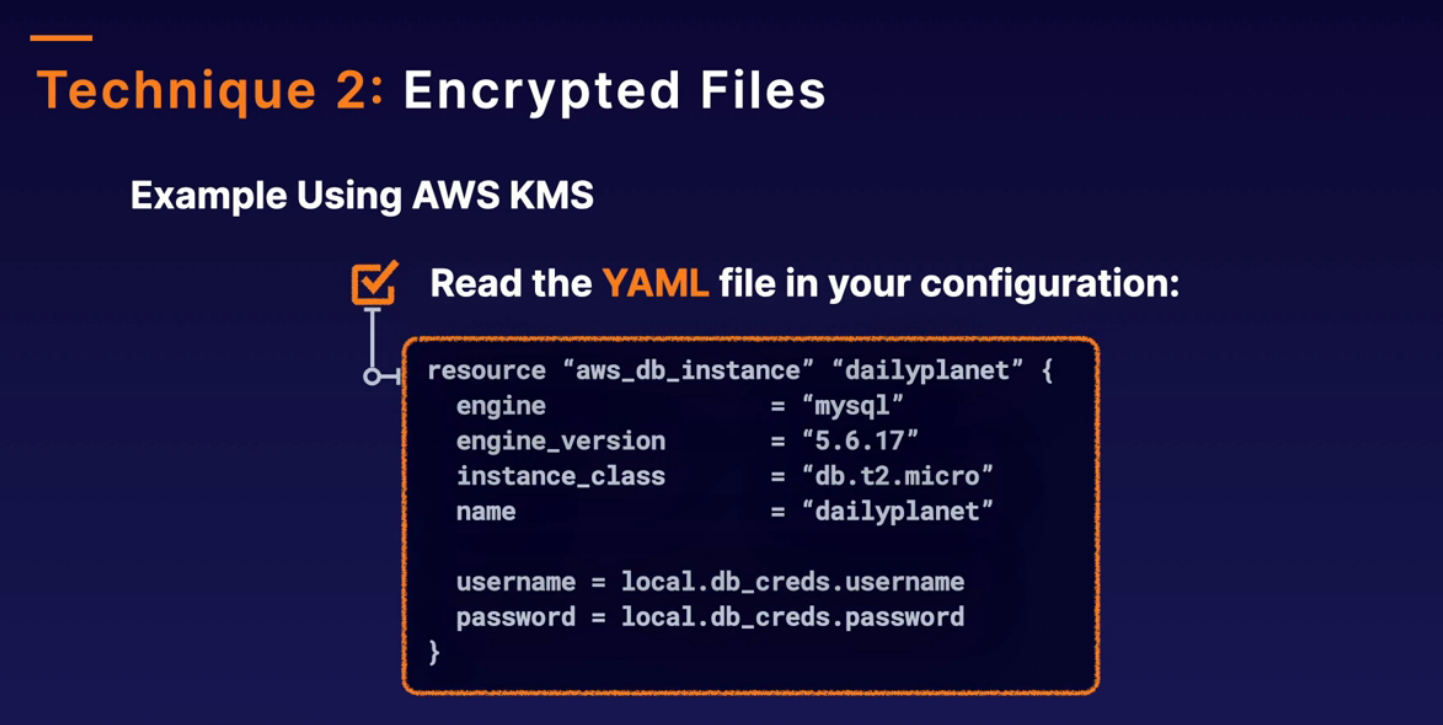 Technique 2: Encrypted Files
Example Using AWS KMS
Read the YAML file in your configuration:
resource “aws_db_instance” “dailyplanet” {
  engine               = “mysql”
  engine_version       = “5.6.17”
  instance_class       = “db.t2.micro”
  name                 = “dailyplanet”
  username = local.db_creds.username
  password = local.db_creds.password
}